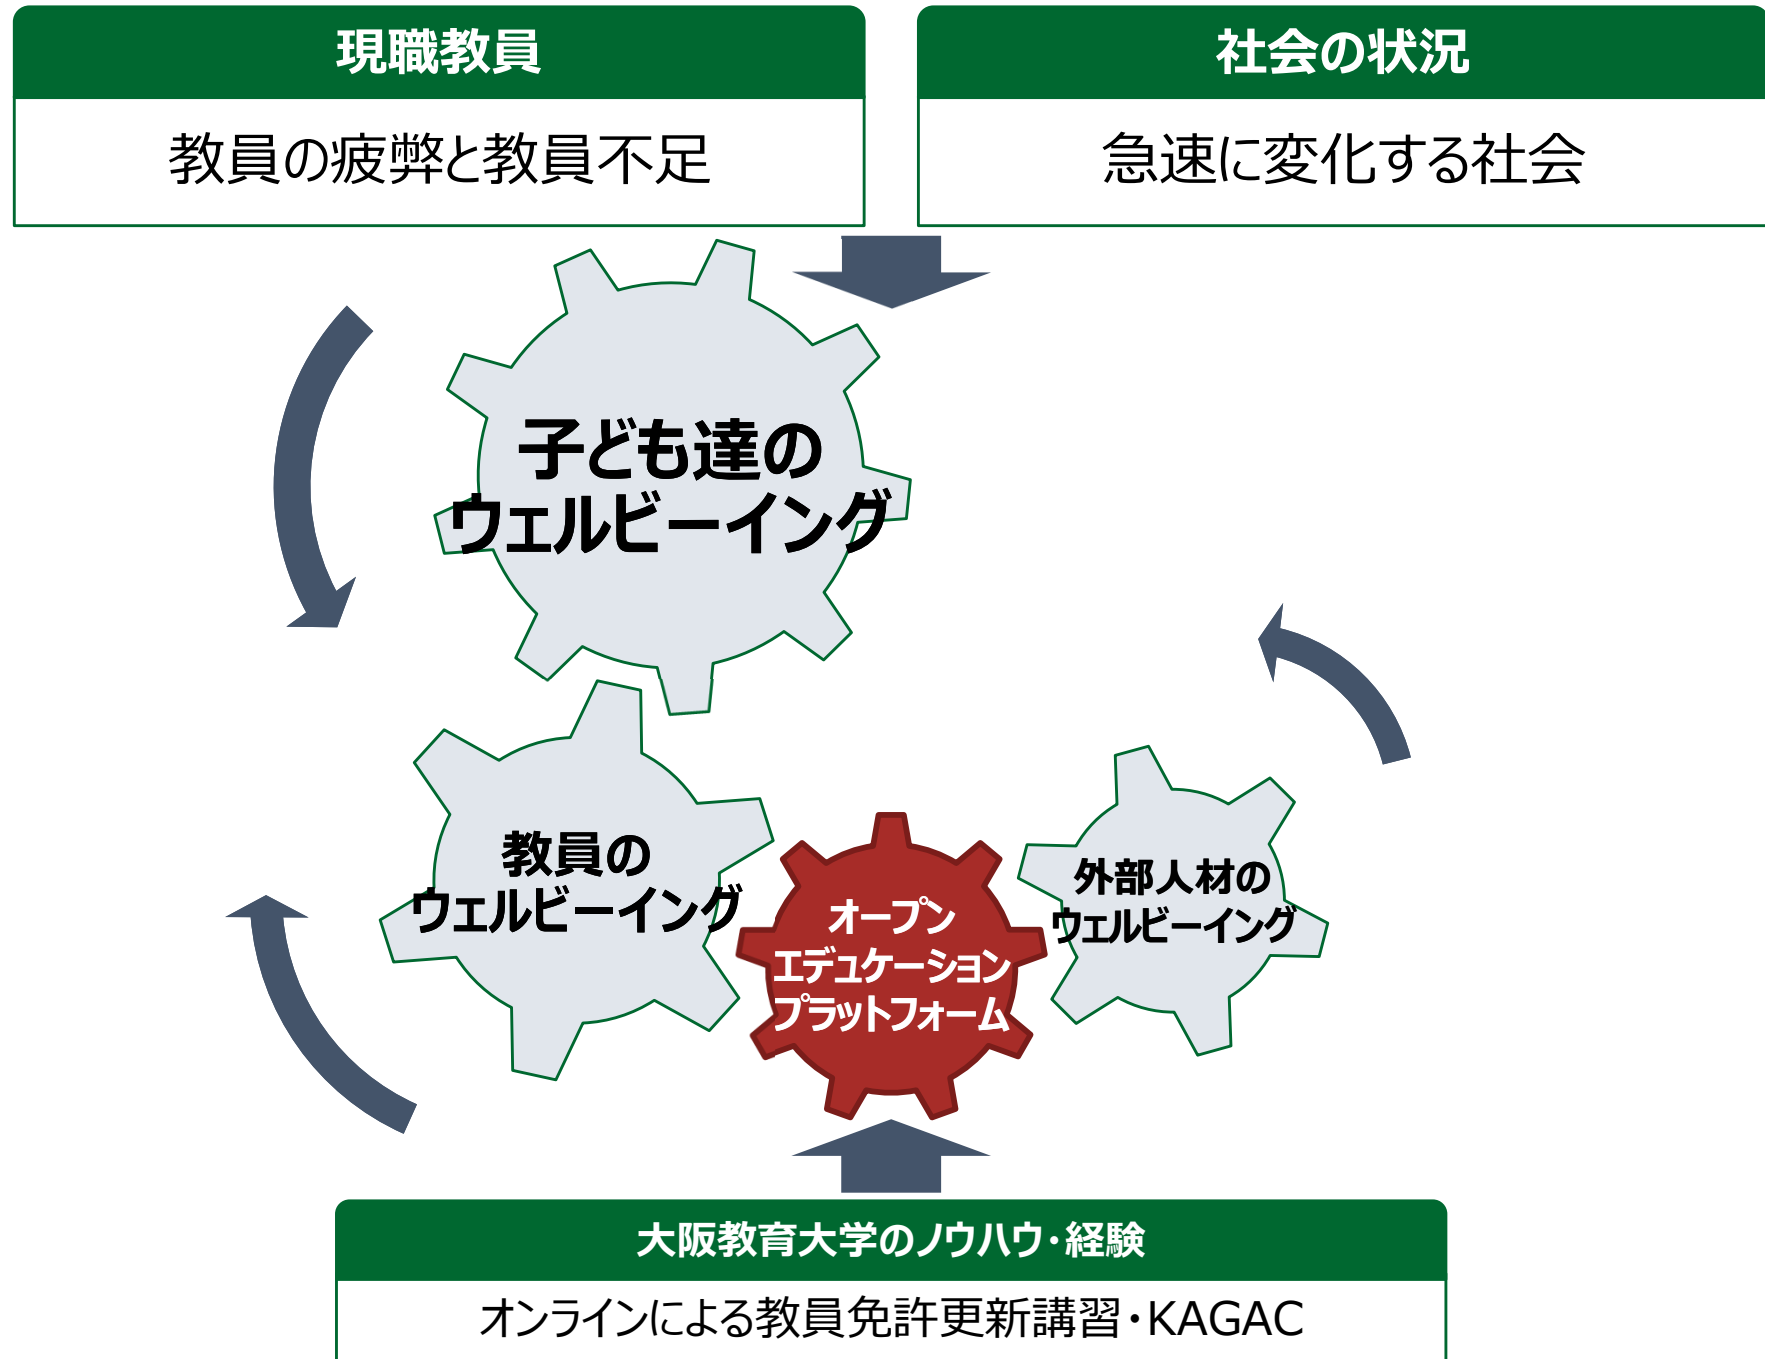 現職教員
教員の疲弊と教員不足
社会の状況
急速に変化する社会
子ども達の
ウェルビーイング
教員の
ウェルビーイング
オープン
エデュケーション
プラットフォーム
外部人材の
ウェルビーイング
大阪教育大学のノウハウ・経験
オンラインによる教員免許更新講習・KAGAC